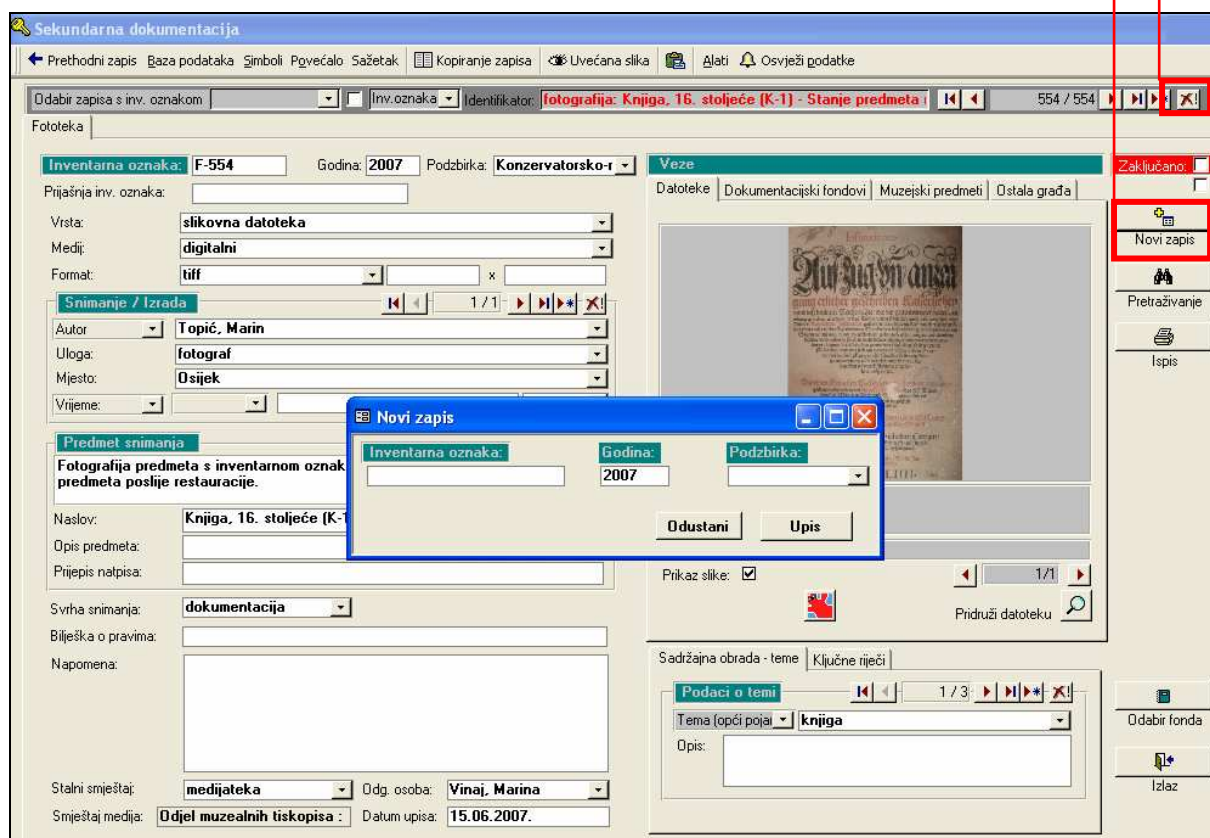 Sekundarna dokumentacija
Prethodni zapis Baza podataka Simboli Povećalo Sažetak Kopiranje zapisa Uvećana slika Alati Osvježi podatke
Odabir zapisa s inv. oznakom Inv.oznaka Identifikator: fotografija: Knjiga, 16. stoljeće (K-1) - Stanje predmeta 554 / 554
Fototeka
Inventarna oznaka: F-554 Godina: 2007 Podzbirka: Konzervatorsko-r
Prijašnja inv. oznaka:
Vrsta: slikovna datoteka
Medij: digitalni
Format: tiff x
Snimanje / Izrada 1 / 1
Autor Topić, Marin
Uloga: fotograf
Mjesto: Osijek
Vrijeme:
Predmet snimanja
Fotografija predmeta s inventarnom oznak
predmeta poslije restauracije.
Naslov: Knjiga, 16. stoljeće (K-1
Opis predmeta:
Prijepis natpisa:
Svrha snimanja: dokumentacija
Bilješka o pravima:
Napomena:
Stalni smještaj: medijateka Odg. osoba: Vinaj, Marina
Smještaj medija: Odjel muzealnih tiskopisa : Datum upisa: 15.06.2007.
Novi zapis
Inventarna oznaka: Godina: Podzbirka:
2007
Odustani Upis
Veze
Datoteke Dokumentacijski fondovi Muzejski predmeti Ostala građa
Prikaz slike: 1/1
Pridruži datoteku
Sadržajna obrada - teme Ključne riječi
Podaci o temi 1 / 3
Tema (opći pojam knjiga
Opis:
Zaključano:
Novi zapis
Pretraživanje
Ispis
Odabir fonda
Izlaz